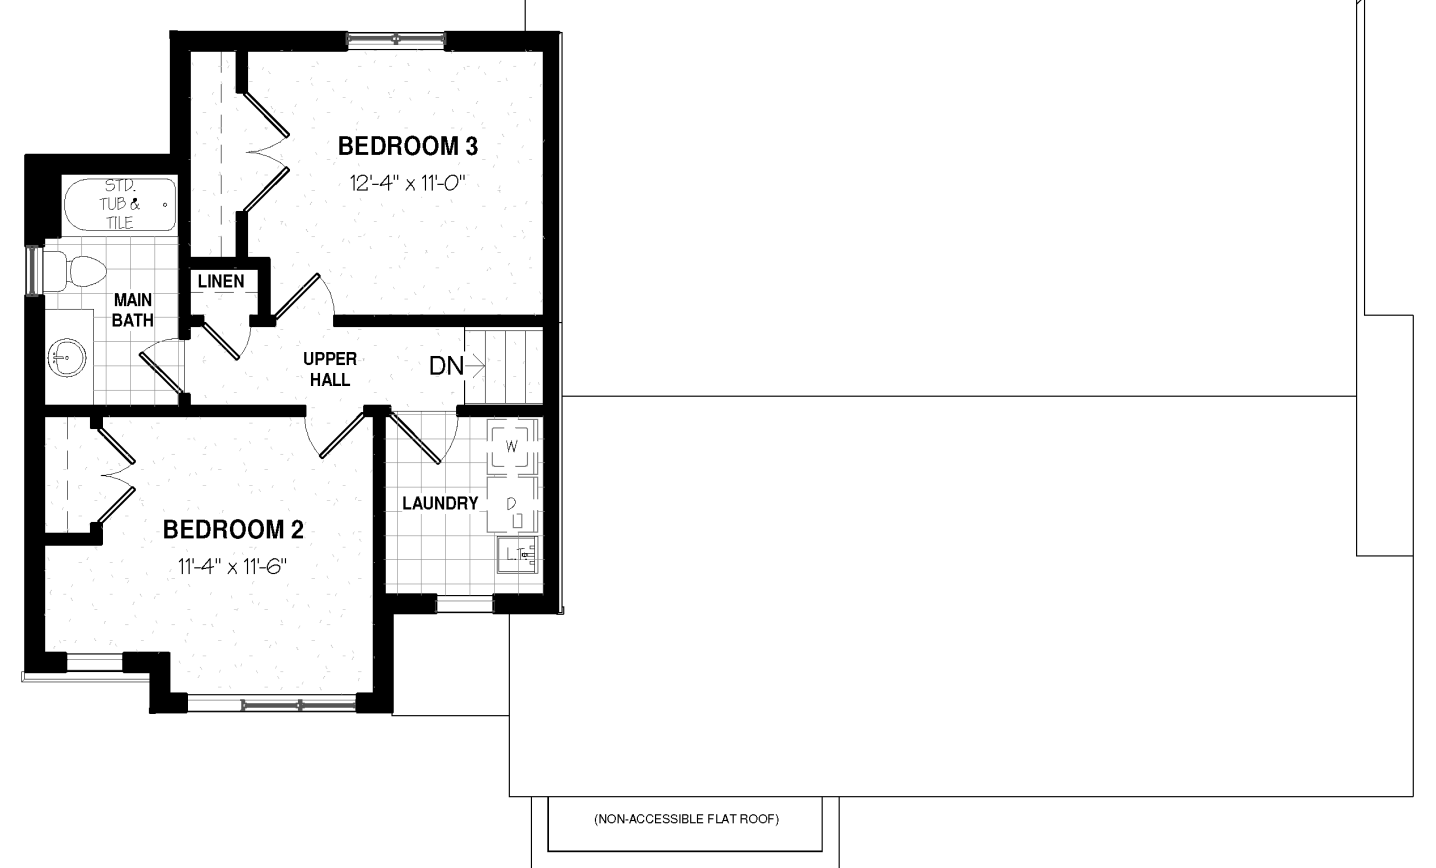 BEDROOM 3
12'-4" x 11'-0"
STD.
TUB &
TILE
LINEN
MAIN
BATH
UPPER
HALL
DN
W
LAUNDRY
D
BEDROOM 2
11'-4" x 11'-6"
L.T.
(NON-ACCESSIBLE FLAT ROOF)